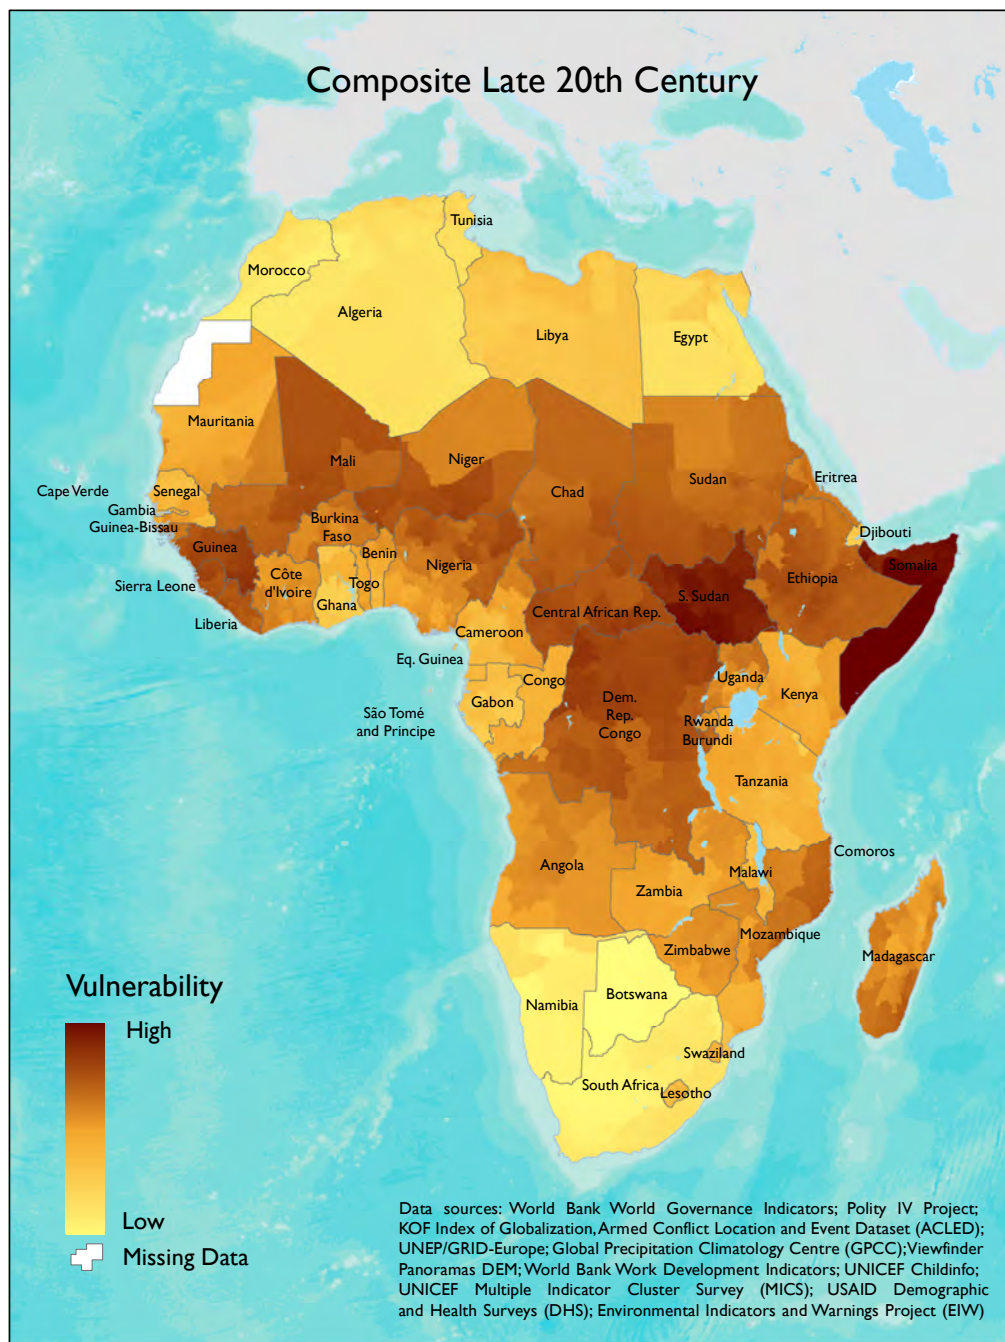 Composite Late 20th Century
Tunisia
Morocco
Algeria
Libya
Egypt
Mauritania
Mali
Niger
Chad
Sudan
Eritrea
Cape Verde
Senegal
Gambia
Guinea-Bissau
Guinea
Burkina
Faso
Benin
Nigeria
Djibouti
Somalia
Ethiopia
Sierra Leone
Côte
d'Ivoire
Togo
Ghana
Liberia
Central African Rep.
S. Sudan
Cameroon
Eq. Guinea
Congo
Gabon
Uganda
Kenya
São Tomé
and Principe
Dem.
Rep.
Congo
Rwanda
Burundi
Tanzania
Comoros
Angola
Malawi
Zambia
Mozambique
Zimbabwe
Madagascar
Namibia
Botswana
Swaziland
South Africa
Lesotho
Vulnerability
High
Low
Missing Data
Data sources: World Bank World Governance Indicators; Polity IV Project;
KOF Index of Globalization, Armed Conflict Location and Event Dataset (ACLED);
UNEP/GRID-Europe; Global Precipitation Climatology Centre (GPCC); Viewfinder
Panoramas DEM; World Bank Work Development Indicators; UNICEF Childinfo;
UNICEF Multiple Indicator Cluster Survey (MICS); USAID Demographic
and Health Surveys (DHS); Environmental Indicators and Warnings Project (EIW)